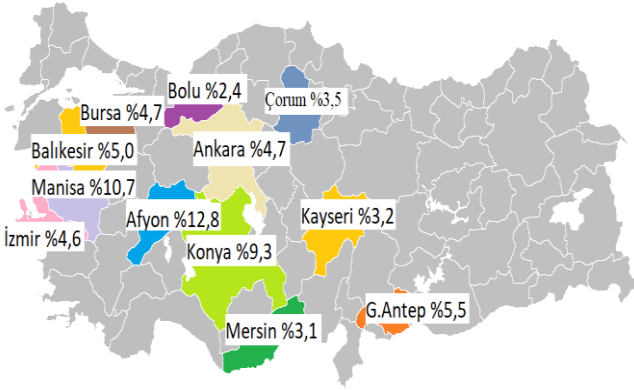 Bolu %2,4
Çorum %3,5
Bursa %4,7
Balıkesir %5,0
Ankara %4,7
Manisa %10,7
Afyon %12,8
Kayseri %3,2
İzmir %4,6
Konya %9,3
G.Antep %5,5
Mersin %3,1